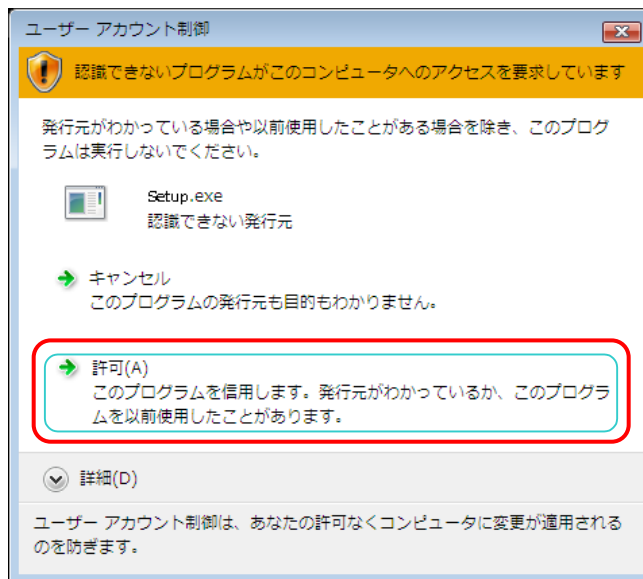 ユーザー アカウント制御
認識できないプログラムがこのコンピュータへのアクセスを要求しています
発行元がわかっている場合や以前使用したことがある場合を除き、このプログ
ラムは実行しないでください。
Setup.exe
認識できない発行元
キャンセル
このプログラムの発行元も目的もわかりません。
許可(A)
このプログラムを信用します。発行元がわかっているか、このプログラ
ムを以前使用したことがあります。
詳細(D)
ユーザー アカウント制御は、あなたの許可なくコンピュータに変更が適用される
のを防ぎます。